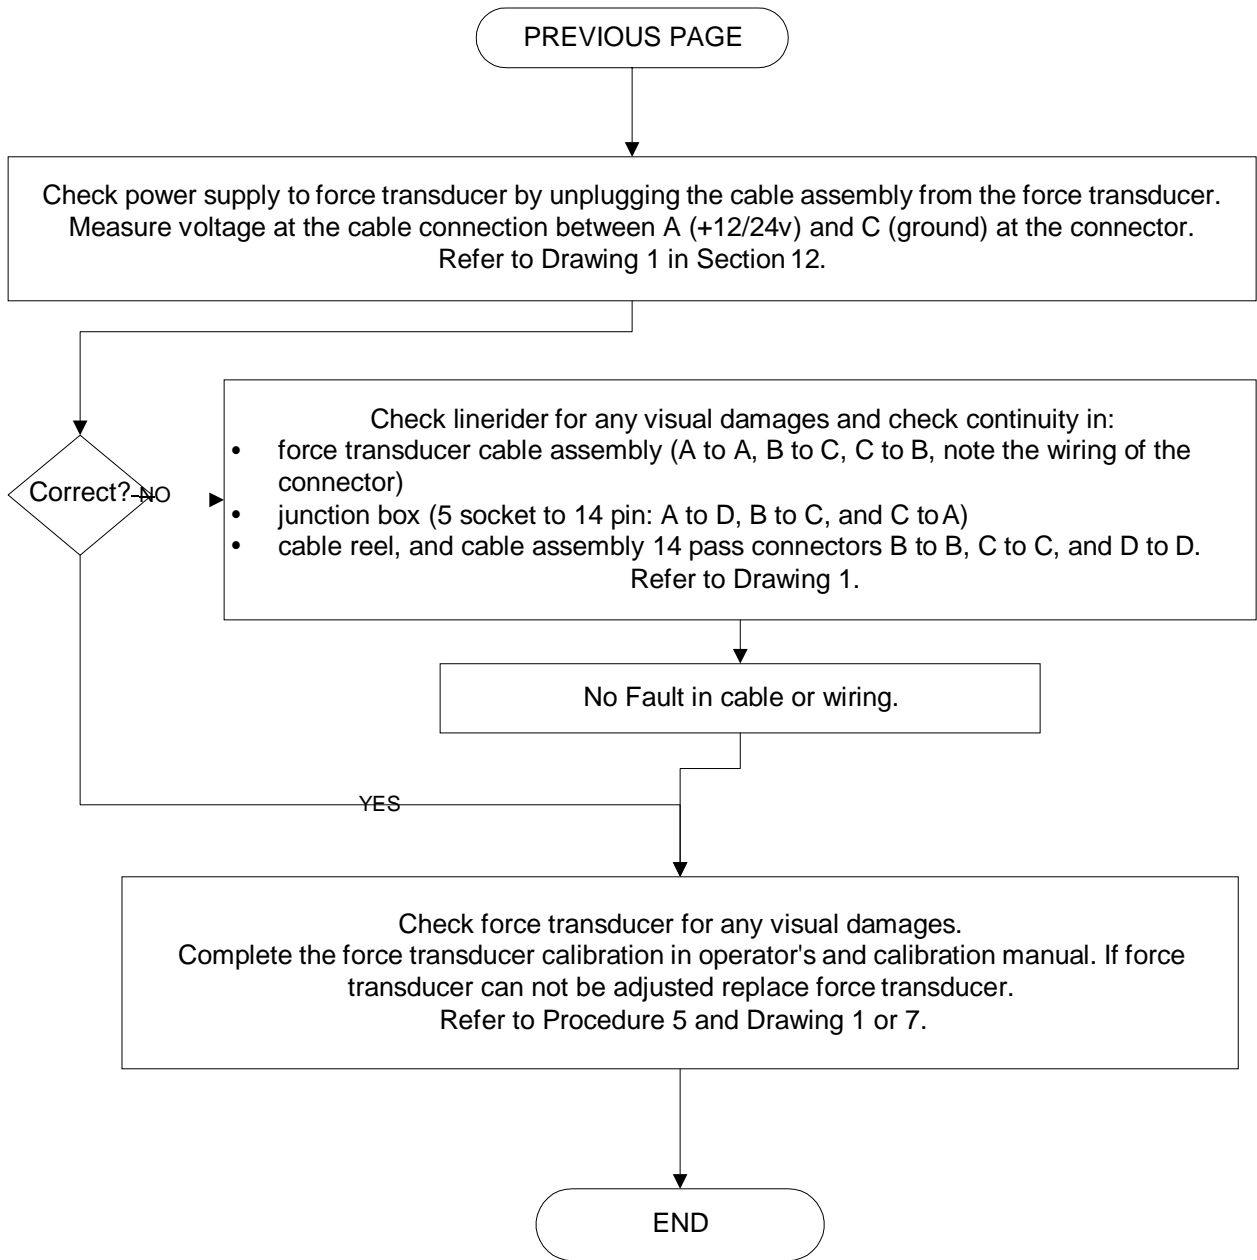 PREVIOUS PAGE
Check power supply to force transducer by unplugging the cable assembly from the force transducer.
Measure voltage at the cable connection between A (+12/24v) and C (ground) at the connector.
Refer to Drawing 1 in Section 12.
Correct?
NO
Check linerider for any visual damages and check continuity in:
• force transducer cable assembly (A to A, B to C, C to B, note the wiring of the
connector)
• junction box (5 socket to 14 pin: A to D, B to C, and C to A)
• cable reel, and cable assembly 14 pass connectors B to B, C to C, and D to D.
Refer to Drawing 1.
No Fault in cable or wiring.
YES
Check force transducer for any visual damages.
Complete the force transducer calibration in operator's and calibration manual. If force
transducer can not be adjusted replace force transducer.
Refer to Procedure 5 and Drawing 1 or 7.
END